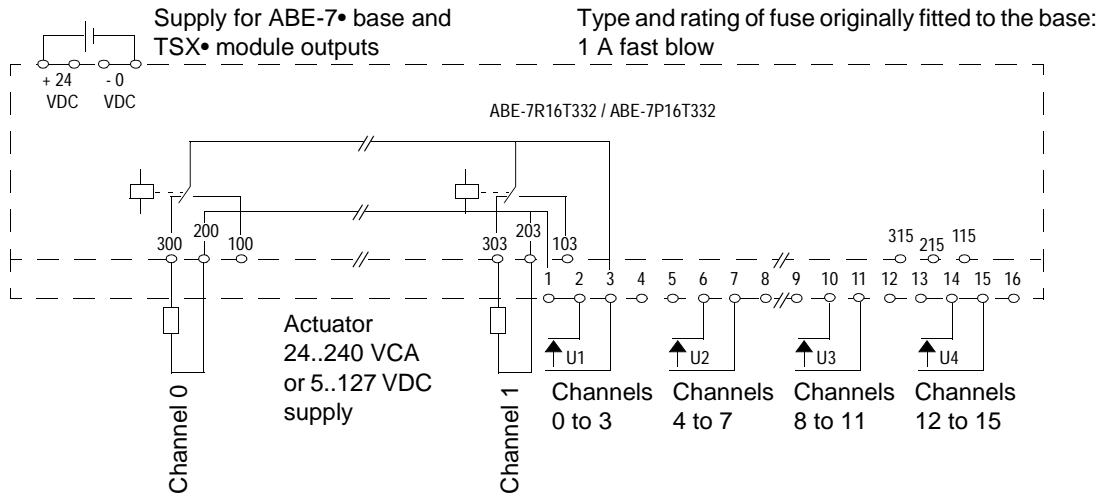 Supply for ABE-7• base and
TSX• module outputs
Type and rating of fuse originally fitted to the base:
1 A fast blow
+ 24
VDC
- 0
VDC
ABE-7R16T332 / ABE-7P16T332
300
200
100
303
203
103
315
215
115
1 2 3 4 5 6 7 8 9 10 11 12 13 14 15 16
Actuator
24..240 VCA
or 5..127 VDC
supply
Channel 0
Channel 1
U1
Channels
0 to 3
U2
Channels
4 to 7
U3
Channels
8 to 11
U4
Channels
12 to 15